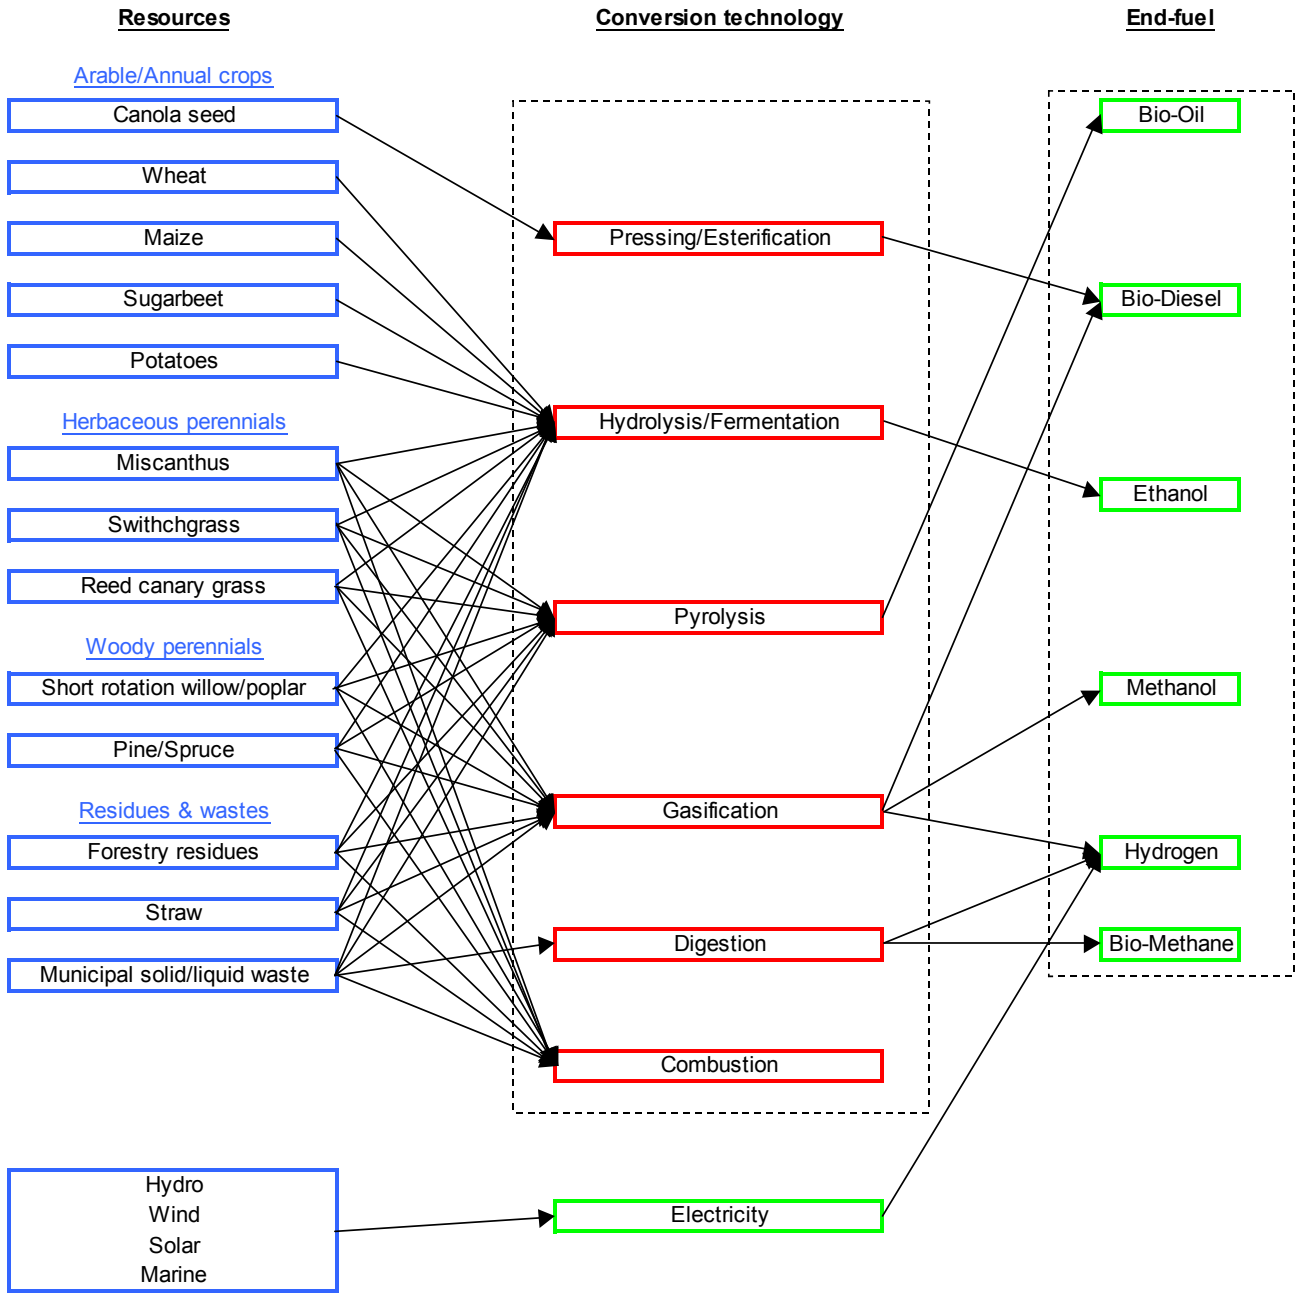 Resources
Conversion technology
End-fuel
Arable/Annual crops
Canola seed
Wheat
Maize
Sugarbeet
Potatoes
Herbaceous perennials
Miscanthus
Swithchgrass
Reed canary grass
Woody perennials
Short rotation willow/poplar
Pine/Spruce
Residues & wastes
Forestry residues
Straw
Municipal solid/liquid waste
Hydro
Wind
Solar
Marine
Pressing/Esterification
Hydrolysis/Fermentation
Pyrolysis
Gasification
Digestion
Combustion
Electricity
Bio-Oil
Bio-Diesel
Ethanol
Methanol
Hydrogen
Bio-Methane